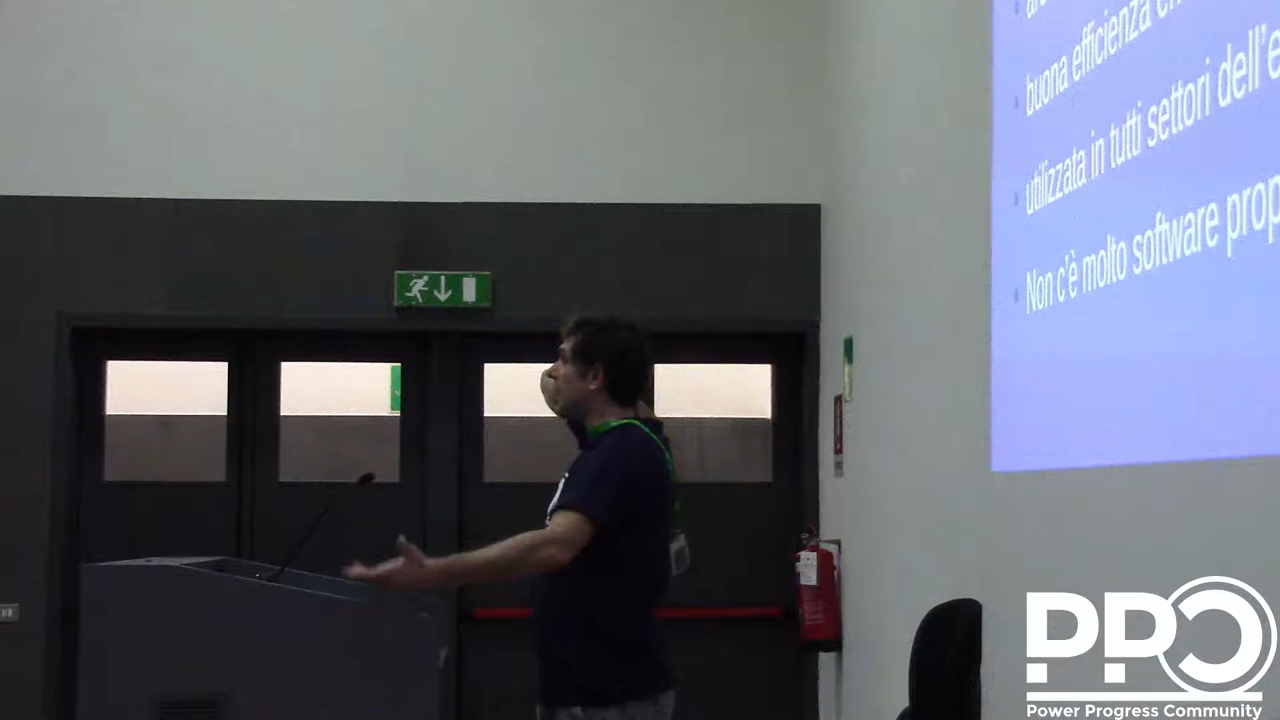 buona efficienza
utilizzata in tutti settori dell'e
Non c'è molto software prop
PPC
Power Progress Community